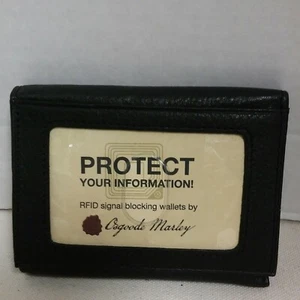 PROTECT
YOUR INFORMATION!
RFID signal blocking wallets by
Osgoode Marley